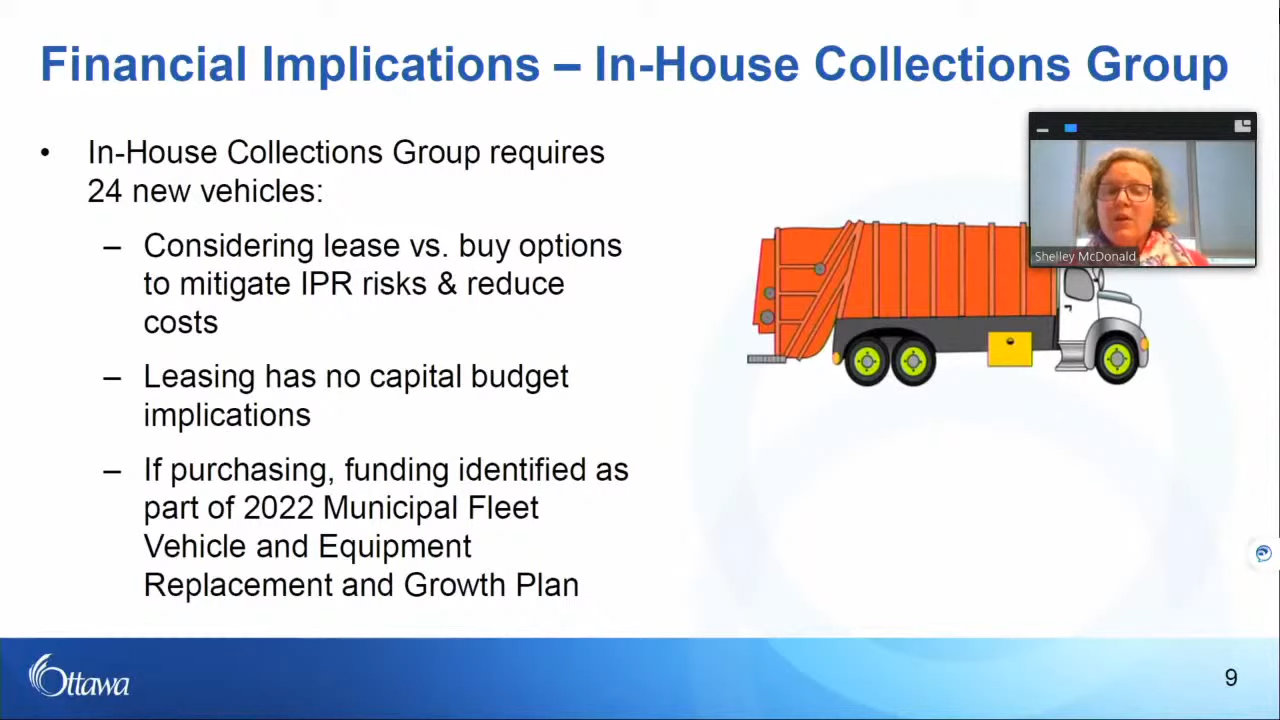 Financial Implications – In-House Collections Group
• In-House Collections Group requires
24 new vehicles:
– Considering lease vs. buy options
to mitigate IPR risks & reduce
costs
– Leasing has no capital budget
implications
– If purchasing, funding identified as
part of 2022 Municipal Fleet
Vehicle and Equipment
Replacement and Growth Plan
Shelley McDonald
Ottawa
9